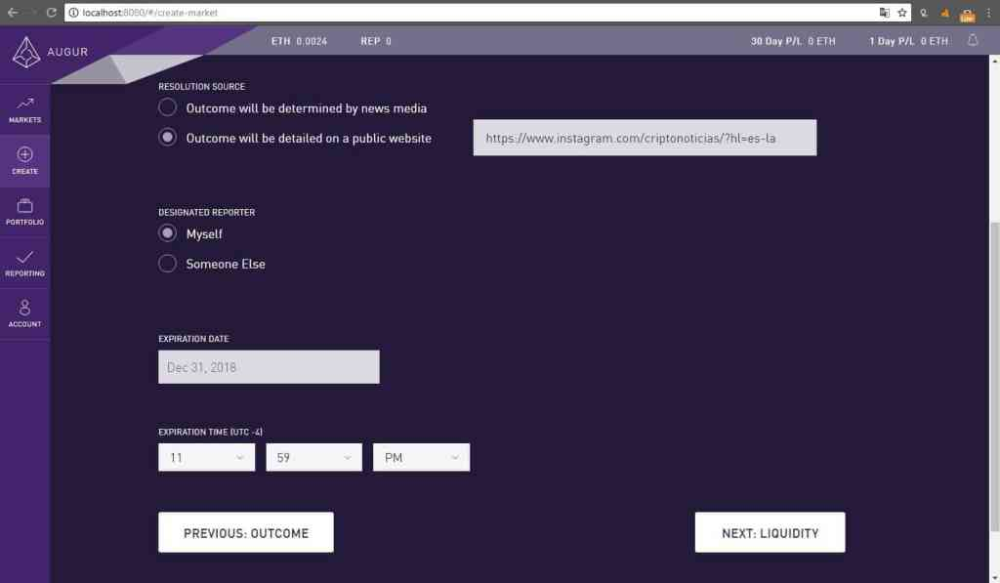 localhost:8080/#/create-market
AUGUR
ETH 0.0024
REP 0
30 Day P/L 0 ETH
1 Day P/L 0 ETH
MARKETS
CREATE
PORTFOLIO
REPORTING
ACCOUNT
RESOLUTION SOURCE
Outcome will be determined by news media
Outcome will be detailed on a public website
https://www.instagram.com/criptonoticias/?hl=es-la
DESIGNATED REPORTER
Myself
Someone Else
EXPIRATION DATE
Dec 31, 2018
EXPIRATION TIME (UTC -4)
11 59 PM
PREVIOUS: OUTCOME
NEXT: LIQUIDITY